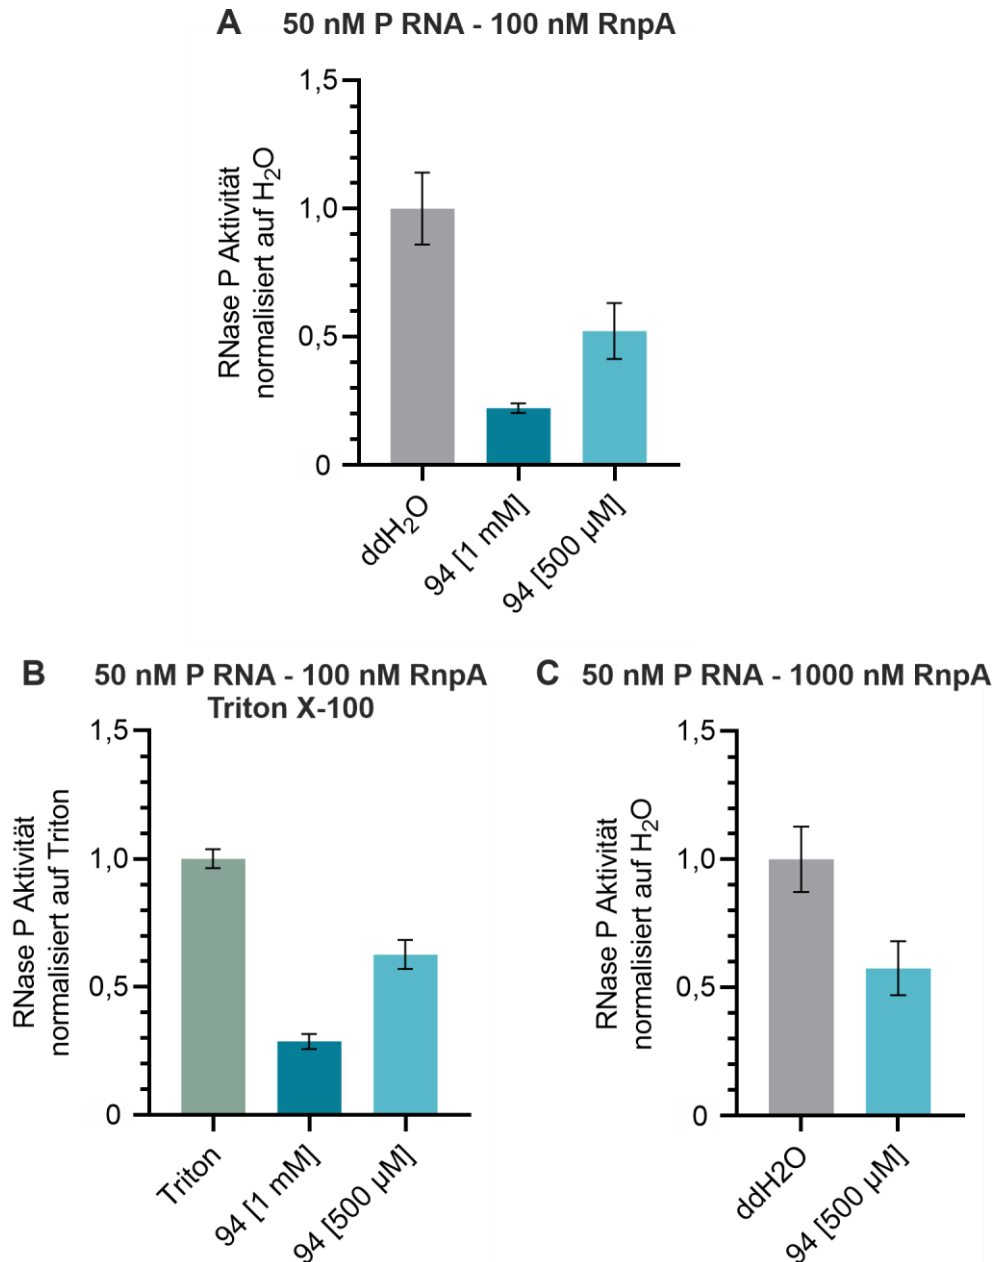 A 50 nM P RNA - 100 nM RnpA
RNase P Aktivität
normalisiert auf H₂O
1,5
1,0
0,5
0
ddH₂O
94 [1 mM]
94 [500 µM]
B 50 nM P RNA - 100 nM RnpA
Triton X-100
RNase P Aktivität
normalisiert auf Triton
1,5
1,0
0,5
0
Triton
94 [1 mM]
94 [500 µM]
C 50 nM P RNA - 1000 nM RnpA
RNase P Aktivität
normalisiert auf H₂O
1,5
1,0
0,5
0
ddH2O
94 [500 µM]